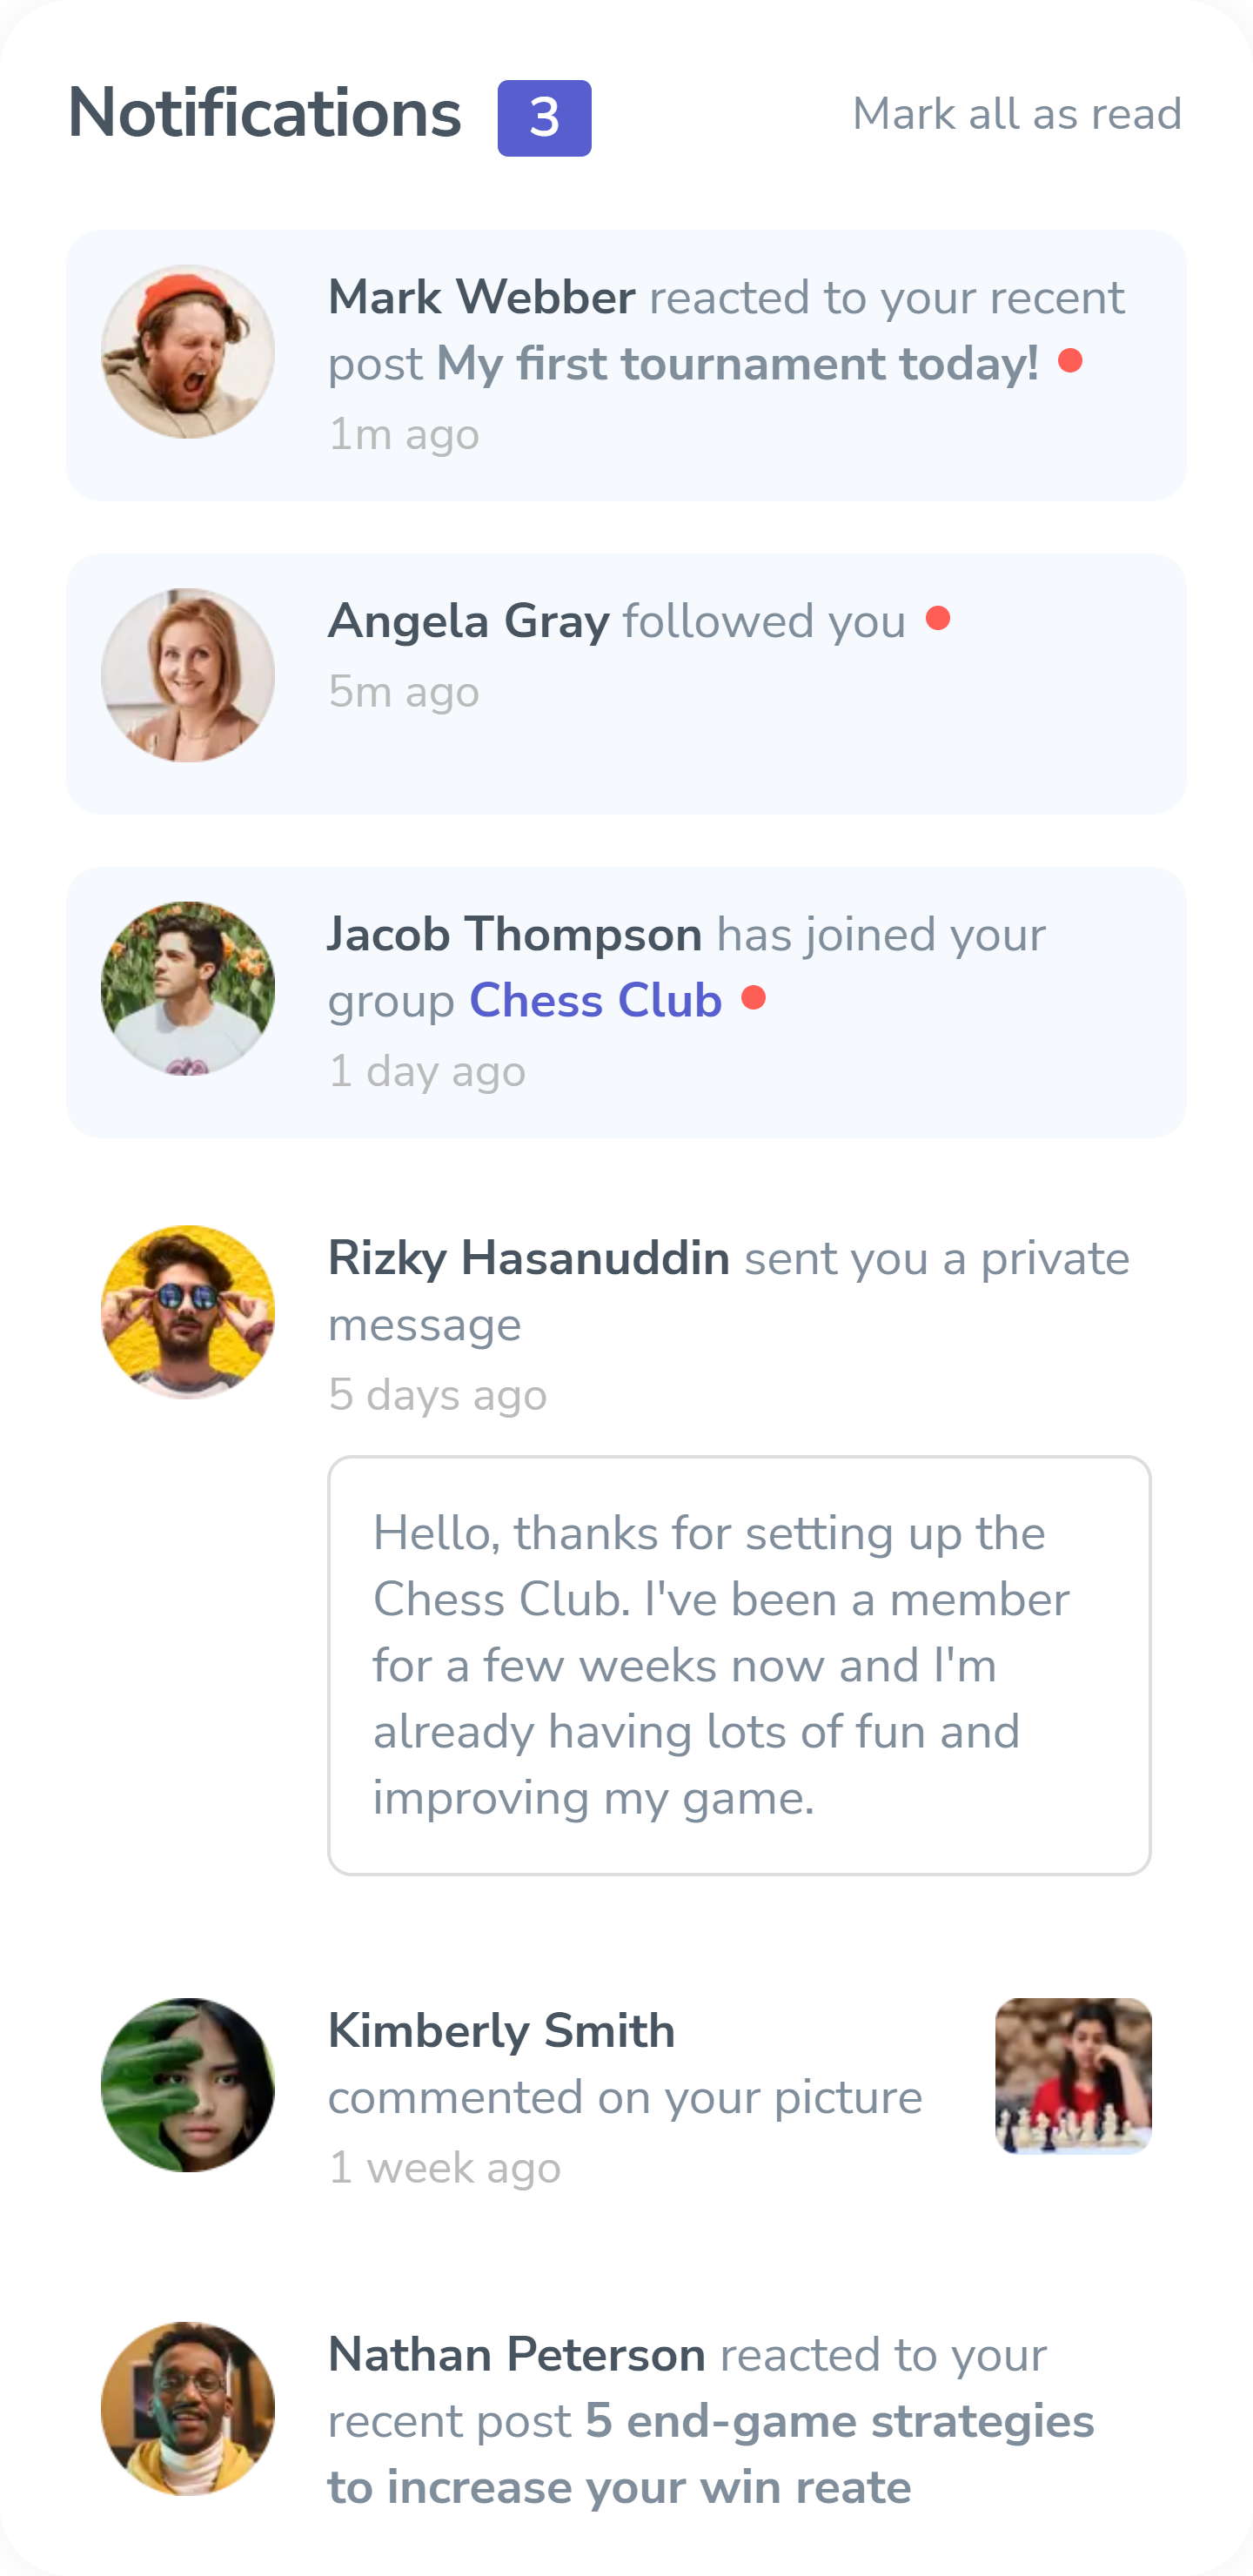 Notifications 3 Mark all as read
Mark Webber reacted to your recent
post My first tournament today!
1m ago
Angela Gray followed you
5m ago
Jacob Thompson has joined your
group Chess Club
1 day ago
Rizky Hasanuddin sent you a private
message
5 days ago
Hello, thanks for setting up the
Chess Club. I've been a member
for a few weeks now and I'm
already having lots of fun and
improving my game.
Kimberly Smith
commented on your picture
1 week ago
Nathan Peterson reacted to your
recent post 5 end-game strategies
to increase your win reate